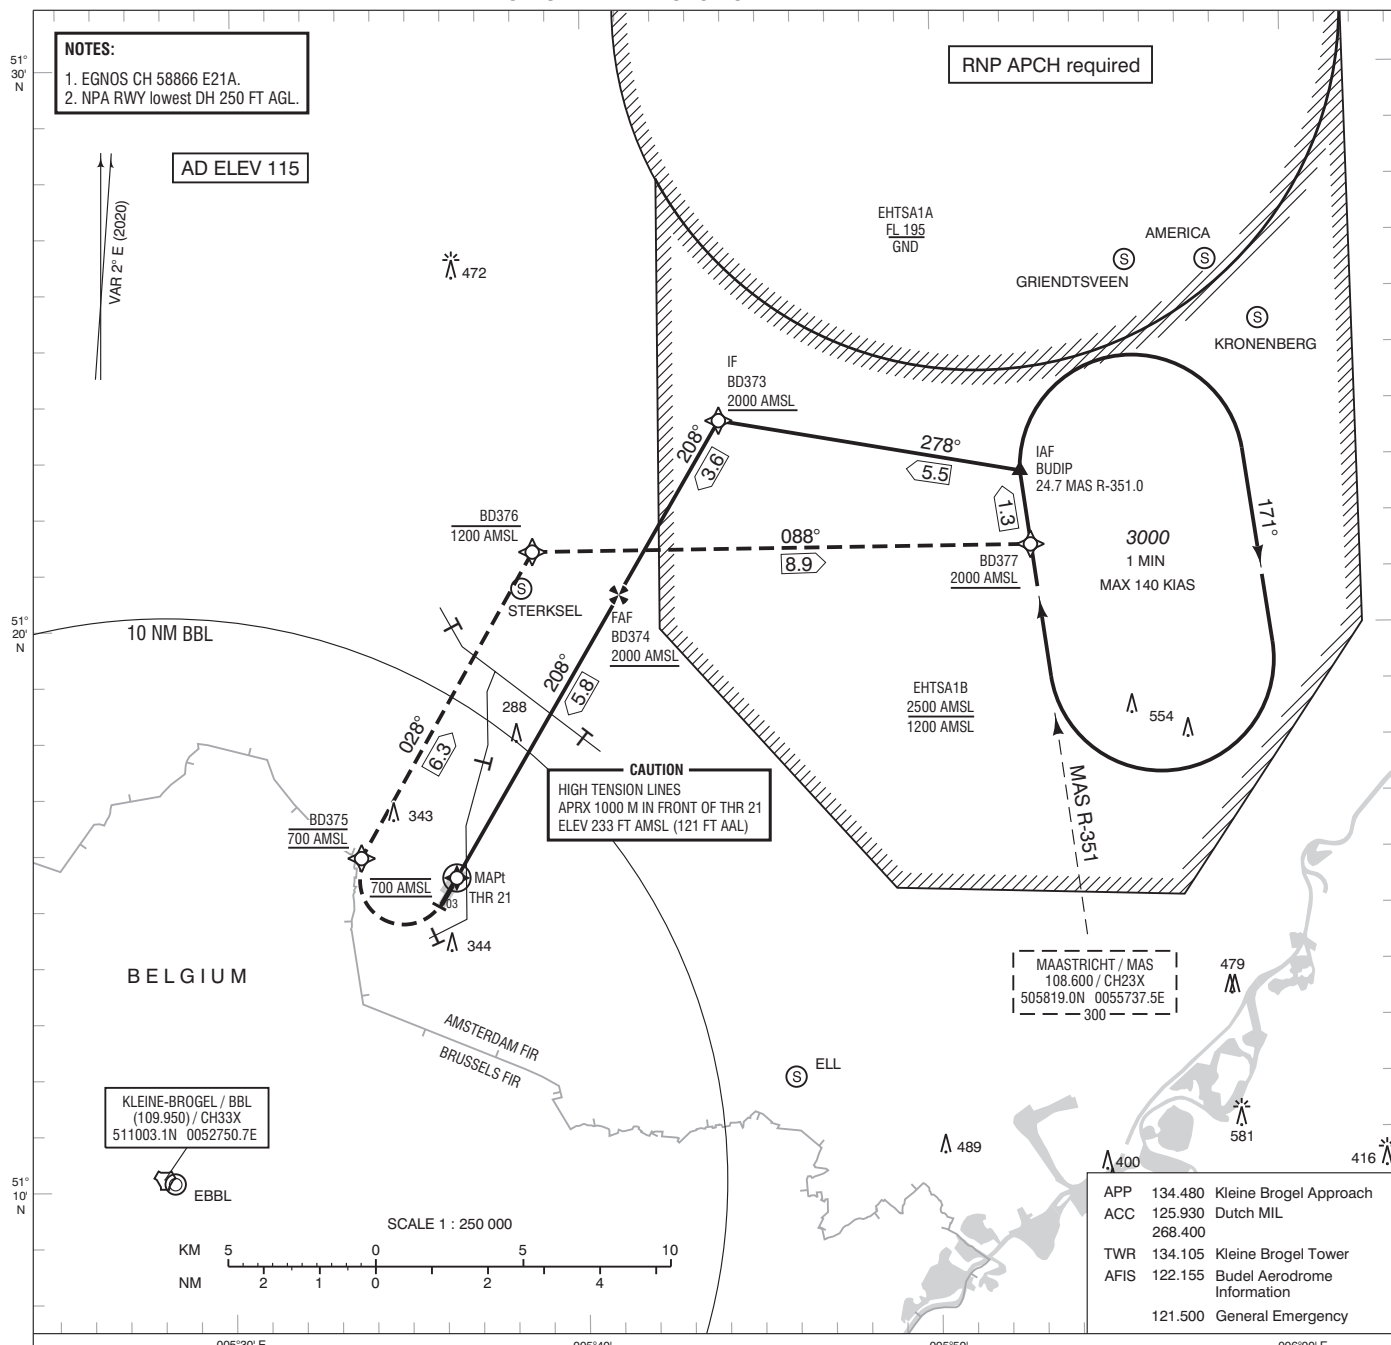 51°
30'
N
NOTES:
1. EGNOS CH 58866 E21A.
2. NPA RWY lowest DH 250 FT AGL.
RNP APCH required
AD ELEV 115
VAR 2° E (2020)
472
EHTSA1A
FL 195
GND
AMERICA
S
S
GRIENDTSVEEN
S
KRONENBERG
IF
BD373
2000 AMSL
208°
3.6
278°
5.5
IAF
BUDIP
24.7 MAS R-351.0
1.3
171°
BD376
1200 AMSL
088°
8.9
BD377
2000 AMSL
3000
1 MIN
MAX 140 KIAS
S
STERKSEL
FAF
BD374
2000 AMSL
51°
20'
N
10 NM BBL
208°
5.8
288
028°
6.3
EHTSA1B
2500 AMSL
1200 AMSL
554
CAUTION
HIGH TENSION LINES
APRX 1000 M IN FRONT OF THR 21
ELEV 233 FT AMSL (121 FT AAL)
MAS R-351
BD375
700 AMSL
343
700 AMSL
MAPt
THR 21
03
344
BELGIUM
MAASTRICHT / MAS
108.600 / CH23X
505819.0N 0055737.5E
300
479
AMSTERDAM FIR
BRUSSELS FIR
S
ELL
KLEINE-BROGEL / BBL
(109.950) / CH33X
511003.1N 0052750.7E
EBBL
489
400
581
416
51°
10'
N
SCALE 1 : 250 000
KM 5 0 5 10
NM 2 1 0 2 4
APP 134.480 Kleine Brogel Approach
ACC 125.930 Dutch MIL
268.400
TWR 134.105 Kleine Brogel Tower
AFIS 122.155 Budel Aerodrome
Information
121.500 General Emergency